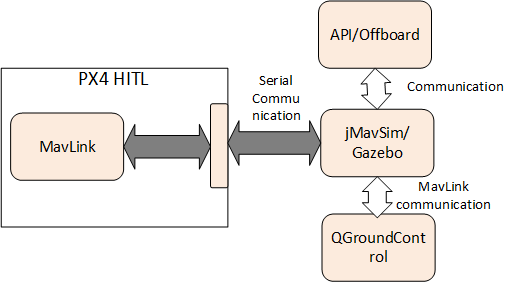 API/Offboard
PX4 HITL
Serial
Commu
nication
Communication
MavLink
jMavSim/
Gazebo
MavLink
communication
QGroundCont
rol